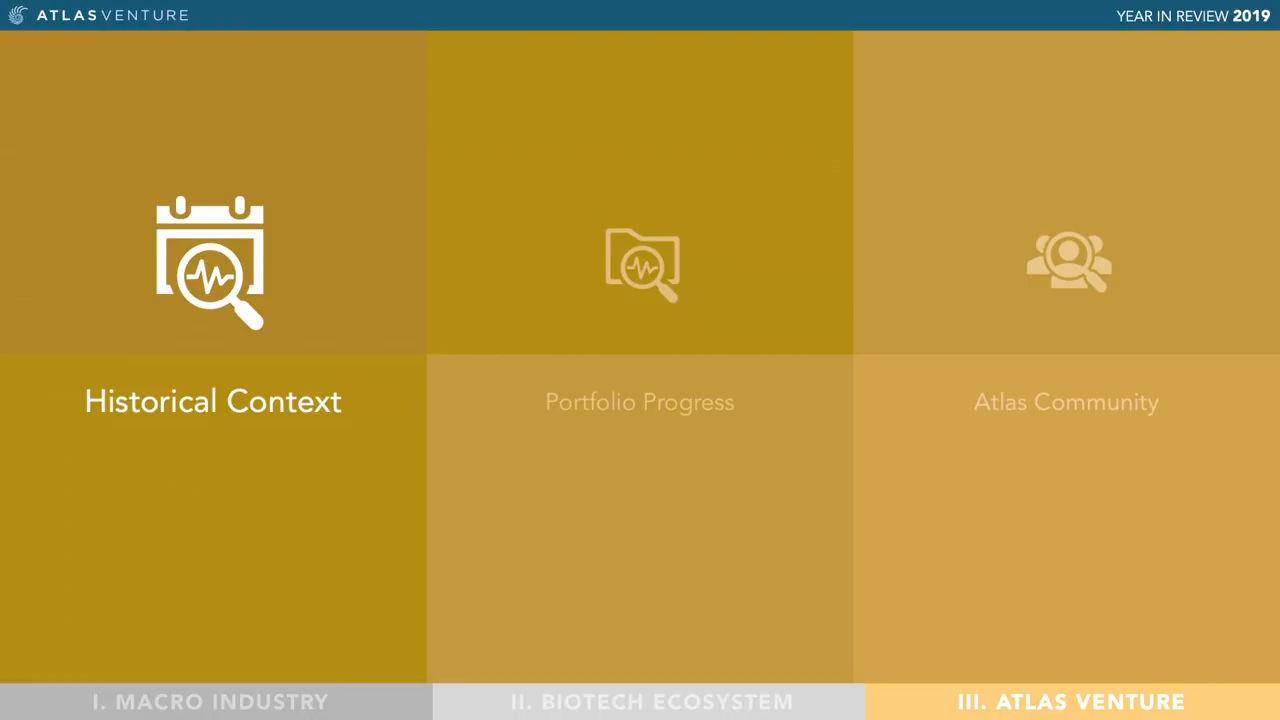 ATLAS VENTURE
YEAR IN REVIEW 2019
Historical Context
Portfolio Progress
Atlas Community
I. MACRO INDUSTRY
II. BIOTECH ECOSYSTEM
III. ATLAS VENTURE